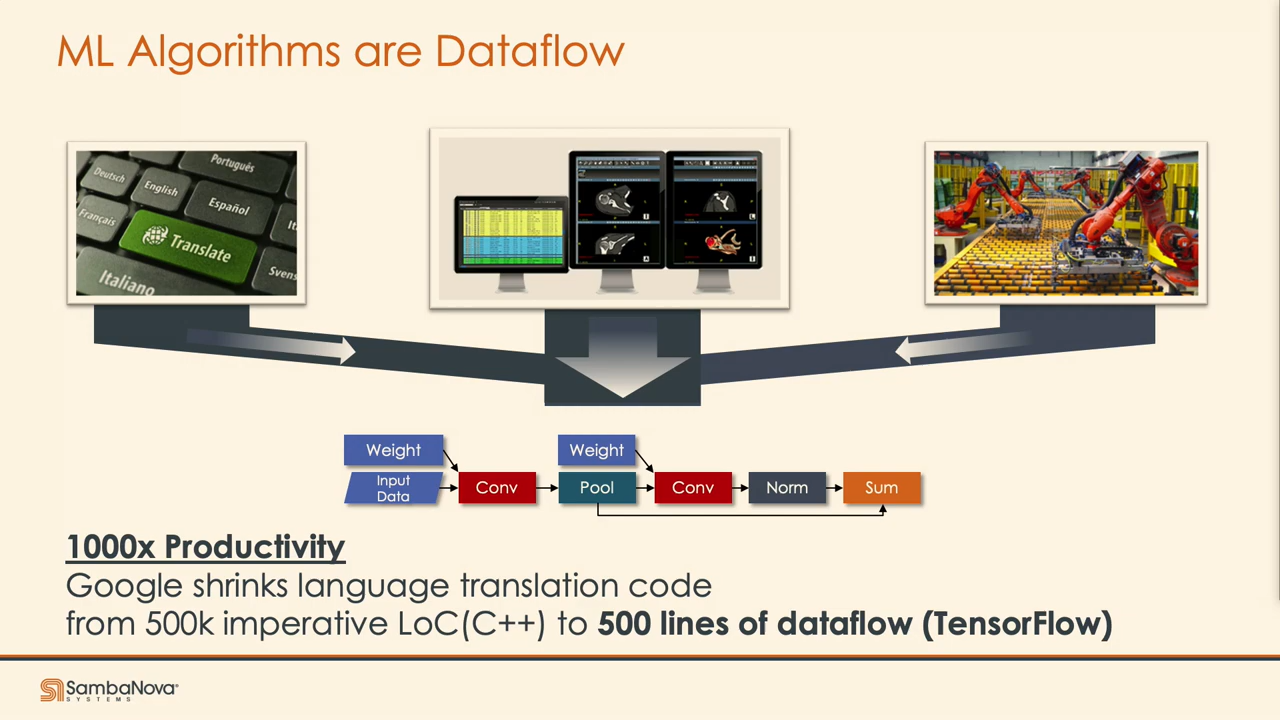 ML Algorithms are Dataflow
Português
Deutsch
English
Español
Français
Translate
Italiano
Weight
Weight
Input
Data
Conv
Pool
Conv
Norm
Sum
1000x Productivity
Google shrinks language translation code
from 500k imperative LoC(C++) to 500 lines of dataflow (TensorFlow)
SambaNova
SYSTEMS